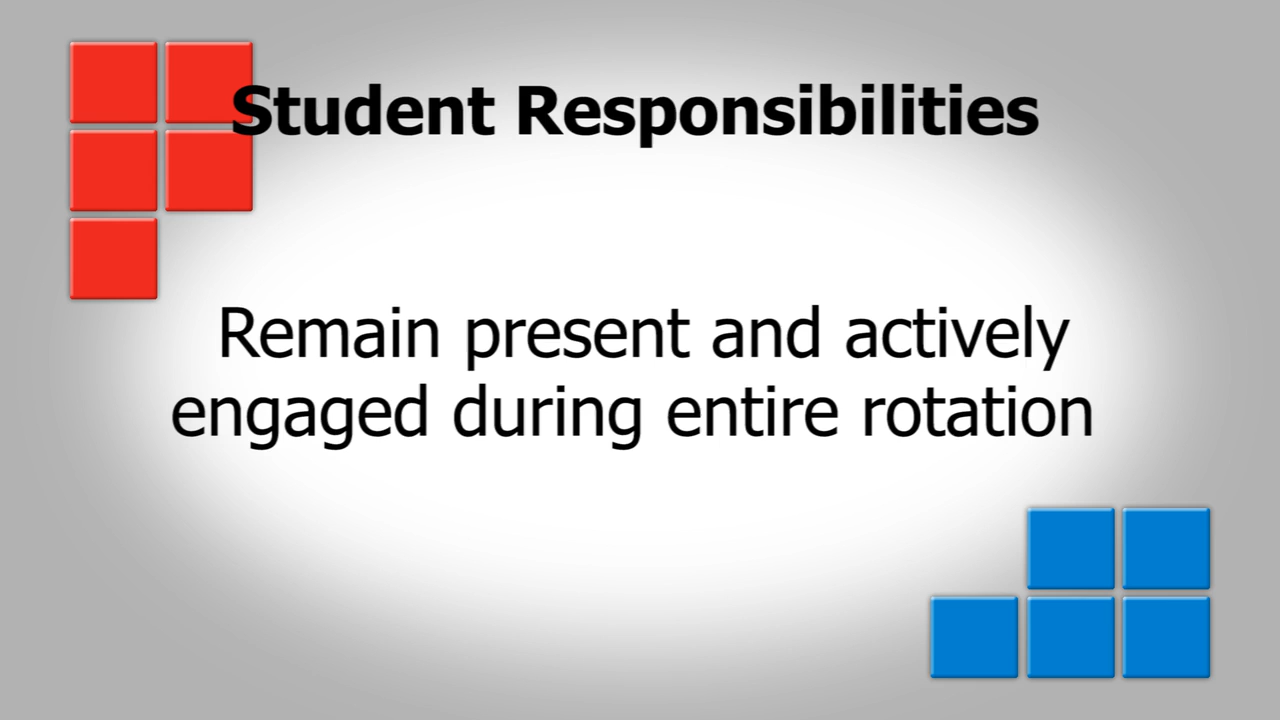 Student Responsibilities
Remain present and actively
engaged during entire rotation